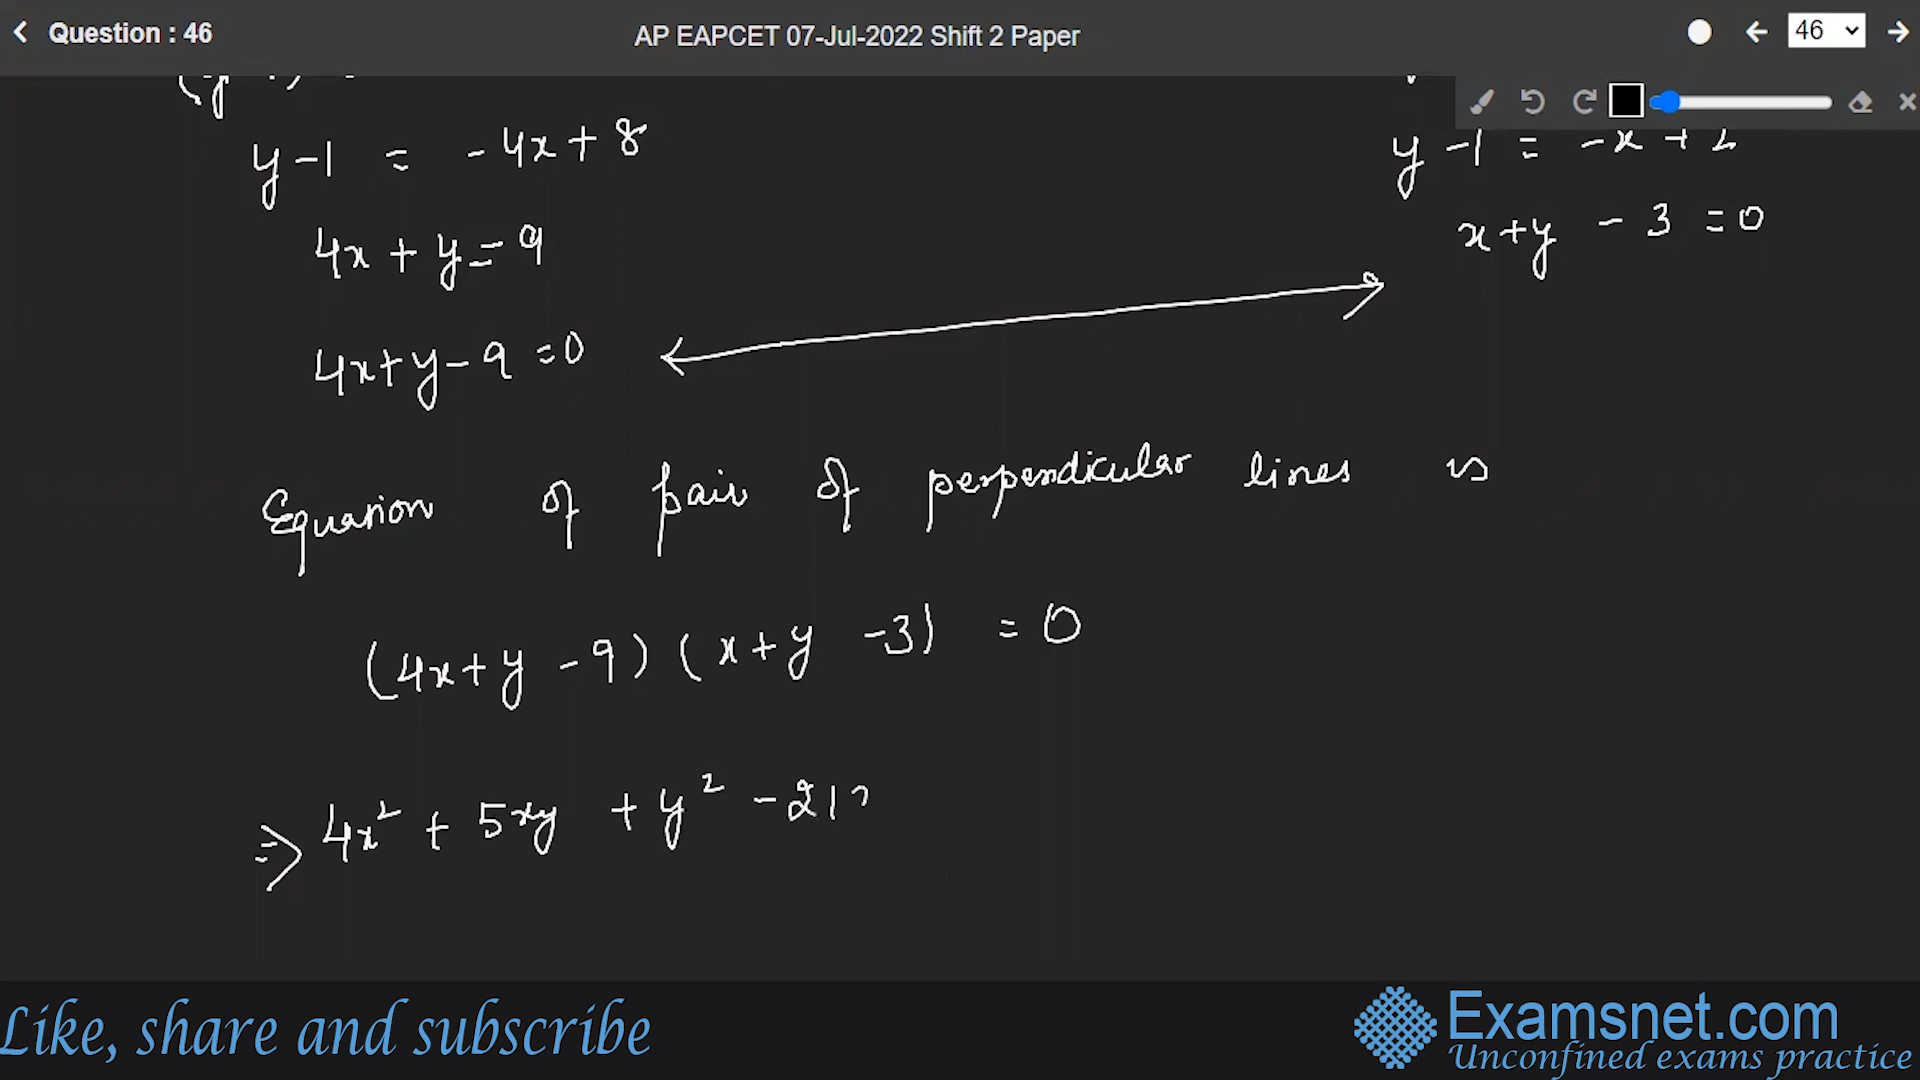 Question : 46
AP EAPCET 07-Jul-2022 Shift 2 Paper
46
y - 1 = - 4x + 8
y - 1 = - x + 2
4x + y = 9
x + y - 3 = 0
4x + y - 9 = 0
Equation of pair of perpendicular lines is
(4x + y - 9) (x + y - 3) = 0
⇒ 4x² + 5xy + y² - 21
Like, share and subscribe
Examsnet.com
Unconfined exams practice